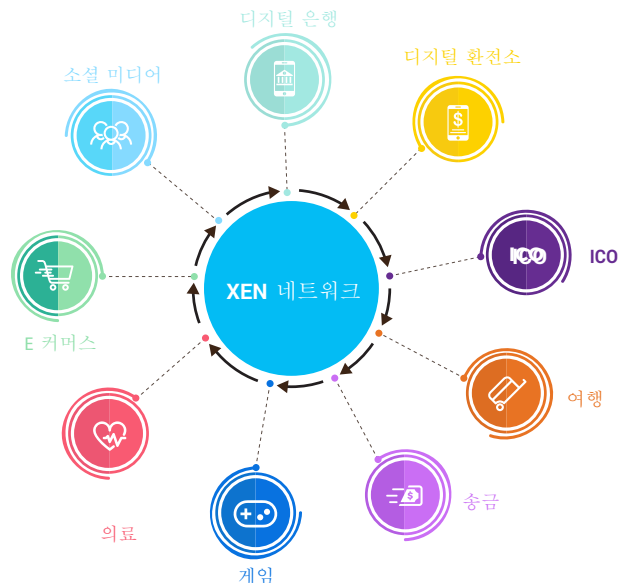 디지털 은행
디지털 환전소
소셜 미디어
$
ICO
ICO
XEN 네트워크
E 커머스
여행
송금
$
의료
게임